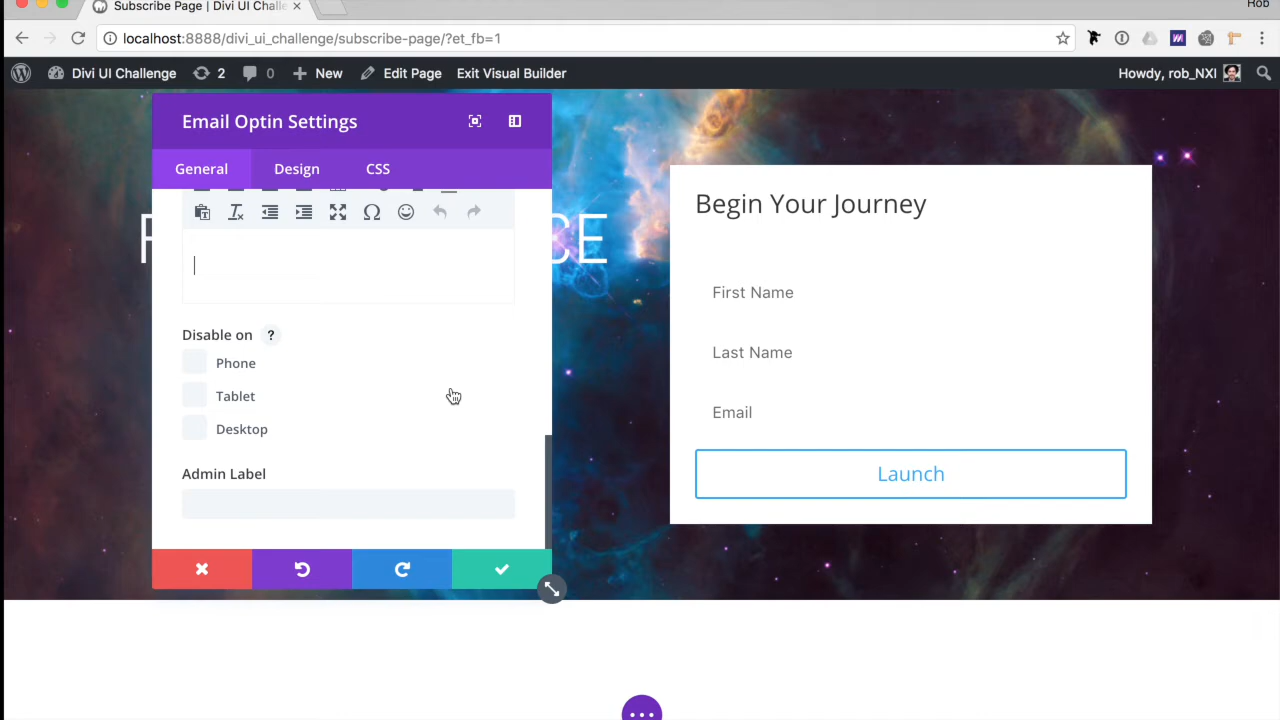 Subscribe Page | Divi UI Challe
Rob
localhost:8888/divi_ui_challenge/subscribe-page/?et_fb=1
Divi UI Challenge 2 0 New Edit Page Exit Visual Builder Howdy, rob_NXI
Email Optin Settings
General Design CSS
CE
Disable on ?
Phone
Tablet
Desktop
Admin Label
Begin Your Journey
First Name
Last Name
Email
Launch